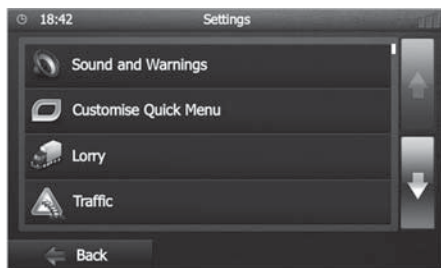 18:42 Settings
Sound and Warnings
Customise Quick Menu
Lorry
Traffic
Back